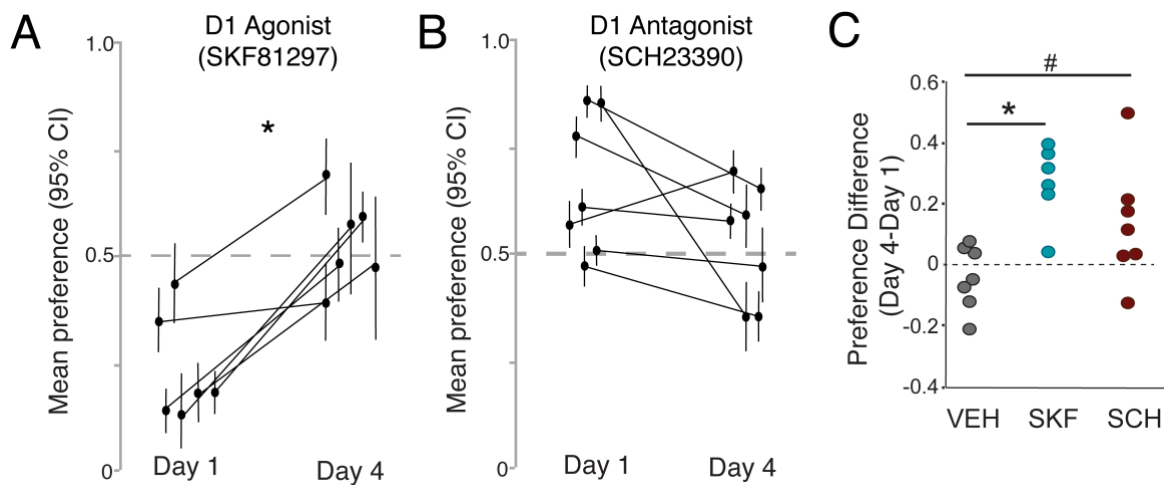 A
D1 Agonist
(SKF81297)
Mean preference (95% CI)
1.0
0.5
0
*
Day 1
Day 4
B
D1 Antagonist
(SCH23390)
Mean preference (95% CI)
1.0
0.5
0
Day 1
Day 4
C
Preference Difference
(Day 4-Day 1)
0.6
0.4
0.2
0
-0.2
-0.4
#
*
VEH
SKF
SCH